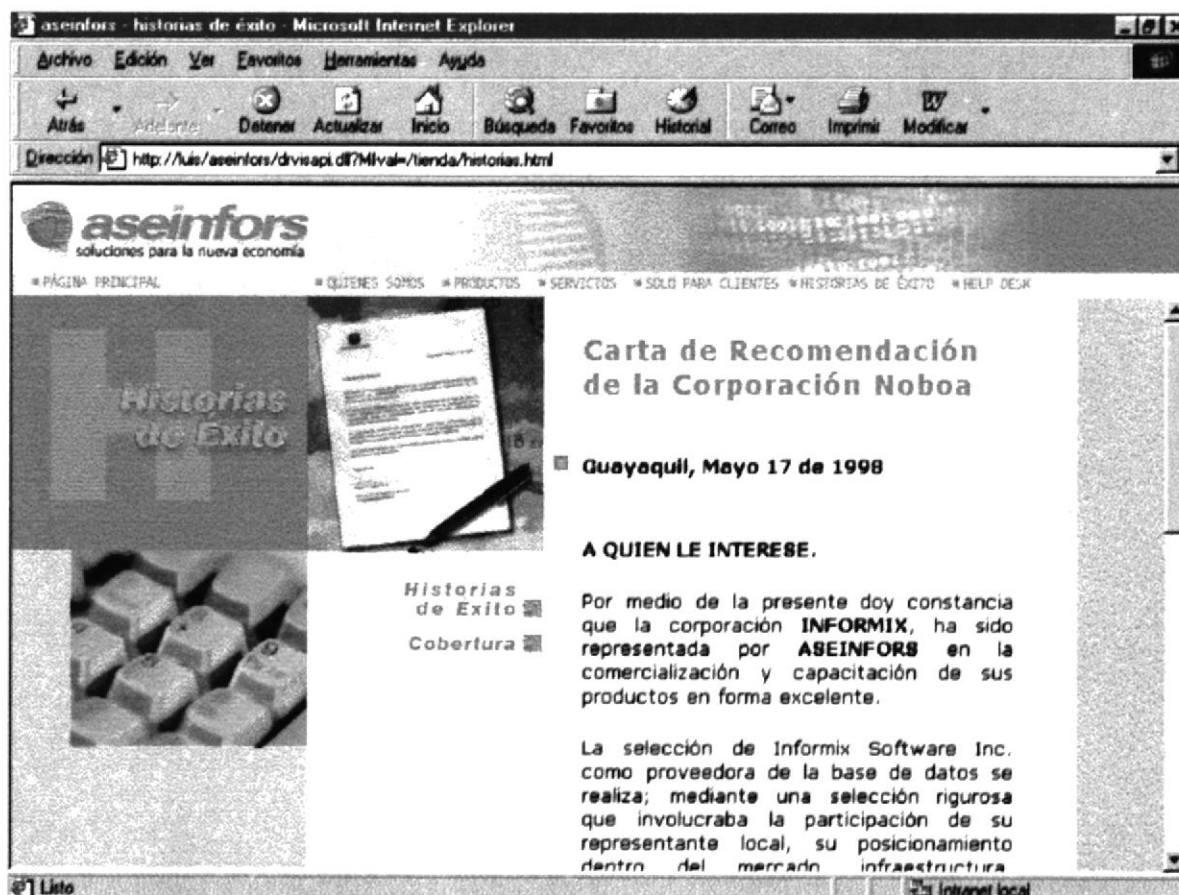 aseinfors - historias de éxito - Microsoft Internet Explorer
Archivo Edición Ver Favoritos Herramientas Ayuda
Atrás Adelante Detener Actualizar Inicio Búsqueda Favoritos Historial Correo Imprimir Modificar
Dirección http://luis/aseinfors/drvisapi.dll?MIval=/tienda/historias.html
aseinfors
soluciones para la nueva economía
PÁGINA PRINCIPAL QUIENES SOMOS PRODUCTOS SERVICIOS SOLO PARA CLIENTES HISTORIAS DE ÉXITO HELP DESK
Historias
de Exito
Carta de Recomendación
de la Corporación Noboa
Guayaquil, Mayo 17 de 1998
A QUIEN LE INTERESE.
Historias
de Exito
Cobertura
Por medio de la presente doy constancia
que la corporación INFORMIX, ha sido
representada por ASEINFORS en la
comercialización y capacitación de sus
productos en forma excelente.
La selección de Informix Software Inc.
como proveedora de la base de datos se
realiza; mediante una selección rigurosa
que involucraba la participación de su
representante local, su posicionamiento
dentro del mercado infraestructura
Listo Intranet local